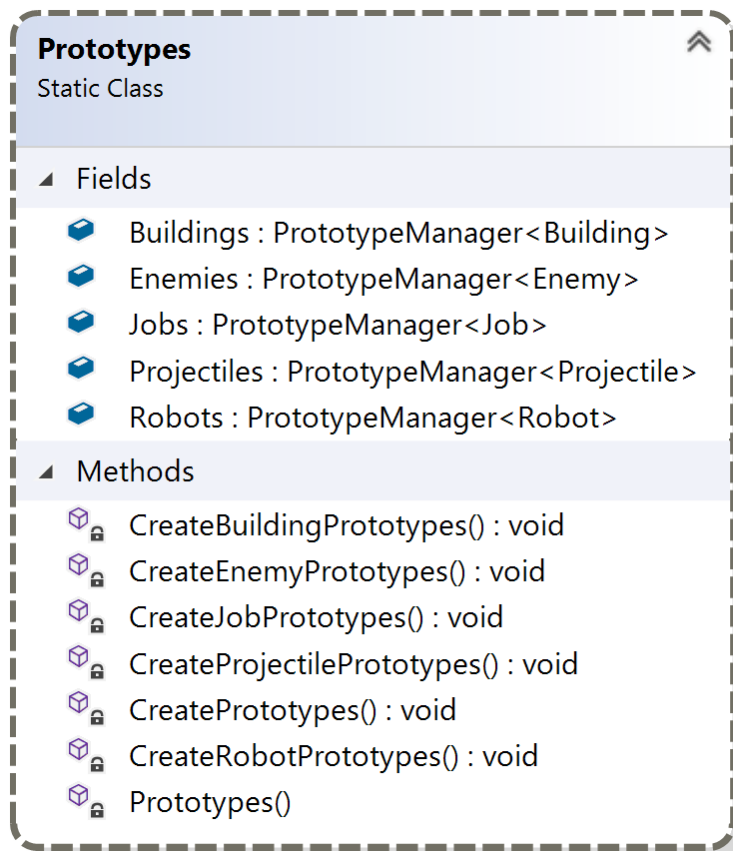 Prototypes
Static Class
Fields
Buildings : PrototypeManager<Building>
Enemies : PrototypeManager<Enemy>
Jobs : PrototypeManager<Job>
Projectiles : PrototypeManager<Projectile>
Robots : PrototypeManager<Robot>
Methods
CreateBuildingPrototypes() : void
CreateEnemyPrototypes() : void
CreateJobPrototypes() : void
CreateProjectilePrototypes() : void
CreatePrototypes() : void
CreateRobotPrototypes() : void
Prototypes()